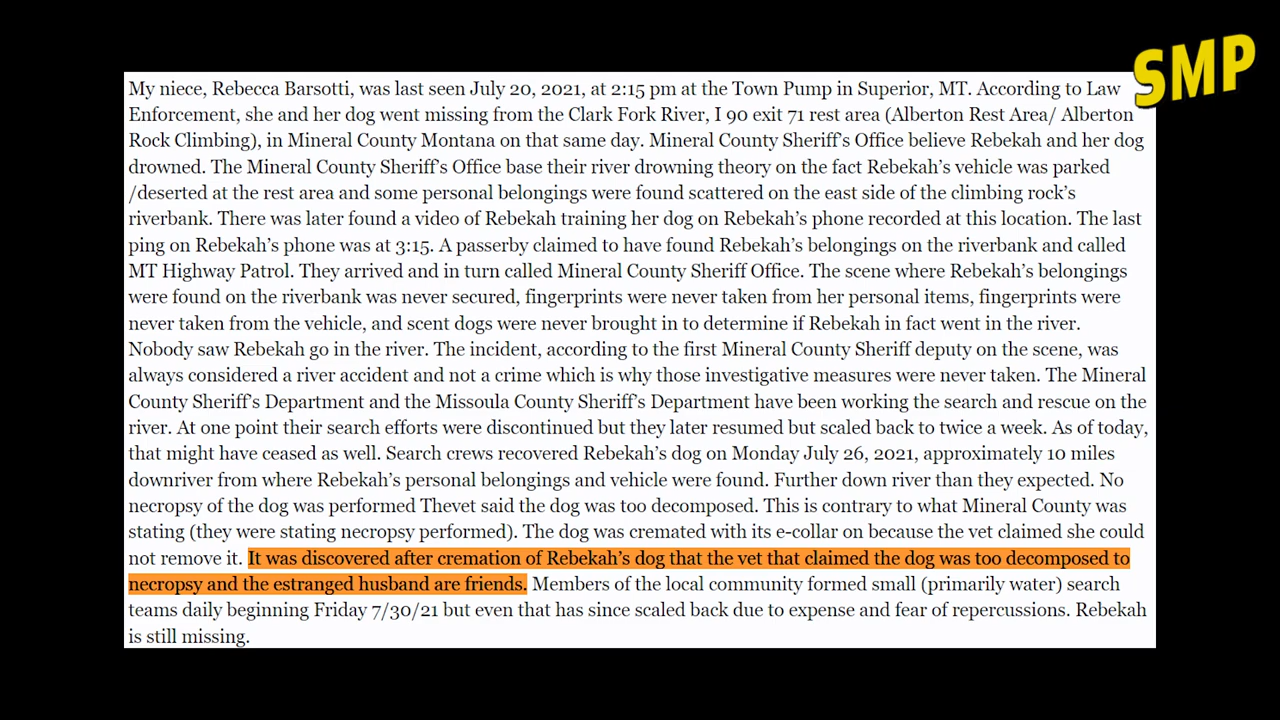 SMP
My niece, Rebecca Barsotti, was last seen July 20, 2021, at 2:15 pm at the Town Pump in Superior, MT. According to Law
Enforcement, she and her dog went missing from the Clark Fork River, I 90 exit 71 rest area (Alberton Rest Area/ Alberton
Rock Climbing), in Mineral County Montana on that same day. Mineral County Sheriff's Office believe Rebekah and her dog
drowned. The Mineral County Sheriff's Office base their river drowning theory on the fact Rebekah's vehicle was parked
/deserted at the rest area and some personal belongings were found scattered on the east side of the climbing rock's
riverbank. There was later found a video of Rebekah training her dog on Rebekah's phone recorded at this location. The last
ping on Rebekah's phone was at 3:15. A passerby claimed to have found Rebekah's belongings on the riverbank and called
MT Highway Patrol. They arrived and in turn called Mineral County Sheriff Office. The scene where Rebekah's belongings
were found on the riverbank was never secured, fingerprints were never taken from her personal items, fingerprints were
never taken from the vehicle, and scent dogs were never brought in to determine if Rebekah in fact went in the river.
Nobody saw Rebekah go in the river. The incident, according to the first Mineral County Sheriff deputy on the scene, was
always considered a river accident and not a crime which is why those investigative measures were never taken. The Mineral
County Sheriff's Department and the Missoula County Sheriff's Department have been working the search and rescue on the
river. At one point their search efforts were discontinued but they later resumed but scaled back to twice a week. As of today,
that might have ceased as well. Search crews recovered Rebekah's dog on Monday July 26, 2021, approximately 10 miles
downriver from where Rebekah's personal belongings and vehicle were found. Further down river than they expected. No
necropsy of the dog was performed Thevet said the dog was too decomposed. This is contrary to what Mineral County was
stating (they were stating necropsy performed). The dog was cremated with its e-collar on because the vet claimed she could
not remove it. It was discovered after cremation of Rebekah's dog that the vet that claimed the dog was too decomposed to
necropsy and the estranged husband are friends. Members of the local community formed small (primarily water) search
teams daily beginning Friday 7/30/21 but even that has since scaled back due to expense and fear of repercussions. Rebekah
is still missing.